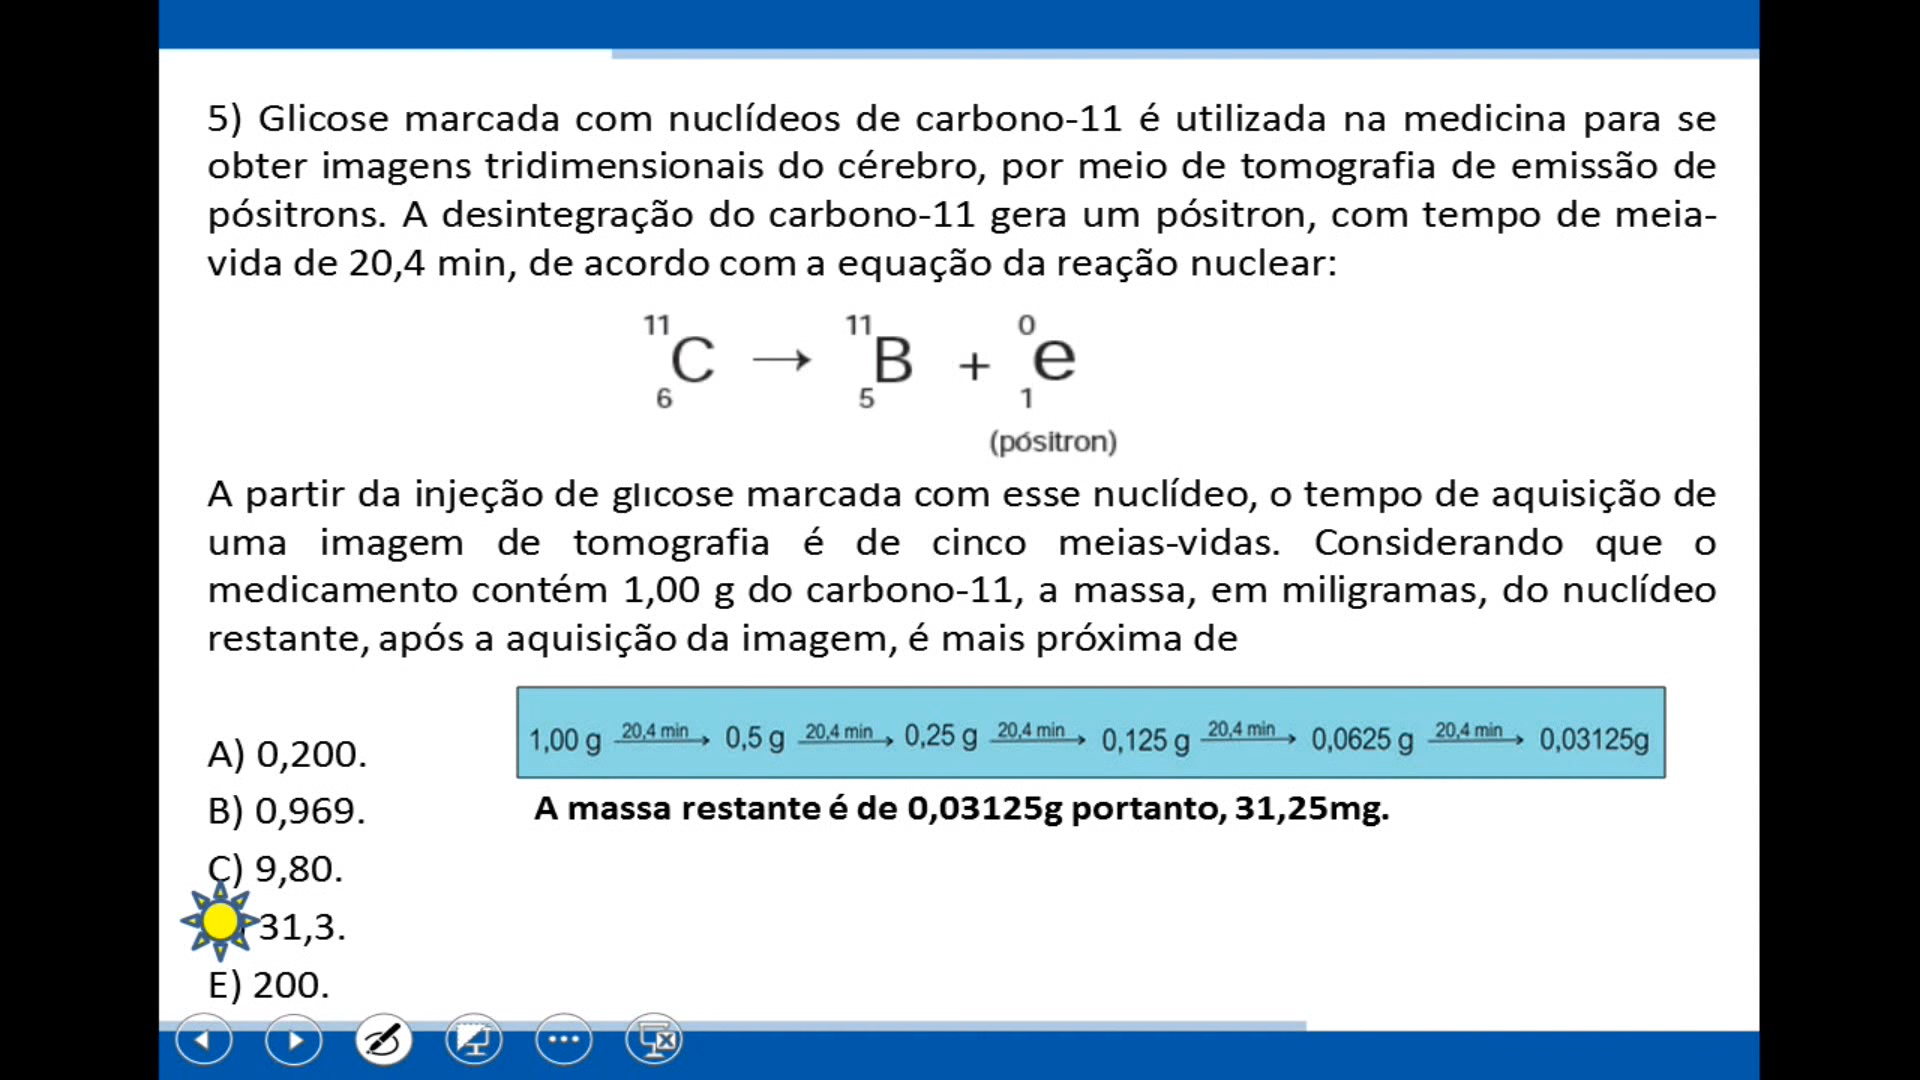 5) Glicose marcada com nuclídeos de carbono-11 é utilizada na medicina para se
obter imagens tridimensionais do cérebro, por meio de tomografia de emissão de
pósitrons. A desintegração do carbono-11 gera um pósitron, com tempo de meia-
vida de 20,4 min, de acordo com a equação da reação nuclear:
11 11 0
C → B + e
6 5 1
(pósitron)
A partir da injeção de glicose marcada com esse nuclídeo, o tempo de aquisição de
uma imagem de tomografia é de cinco meias-vidas. Considerando que o
medicamento contém 1,00 g do carbono-11, a massa, em miligramas, do nuclídeo
restante, após a aquisição da imagem, é mais próxima de
20,4 min 20,4 min 20,4 min 20,4 min 20,4 min
1,00 g → 0,5 g → 0,25 g → 0,125 g → 0,0625 g → 0,03125g
A massa restante é de 0,03125g portanto, 31,25mg.
A) 0,200.
B) 0,969.
C) 9,80.
31,3.
E) 200.